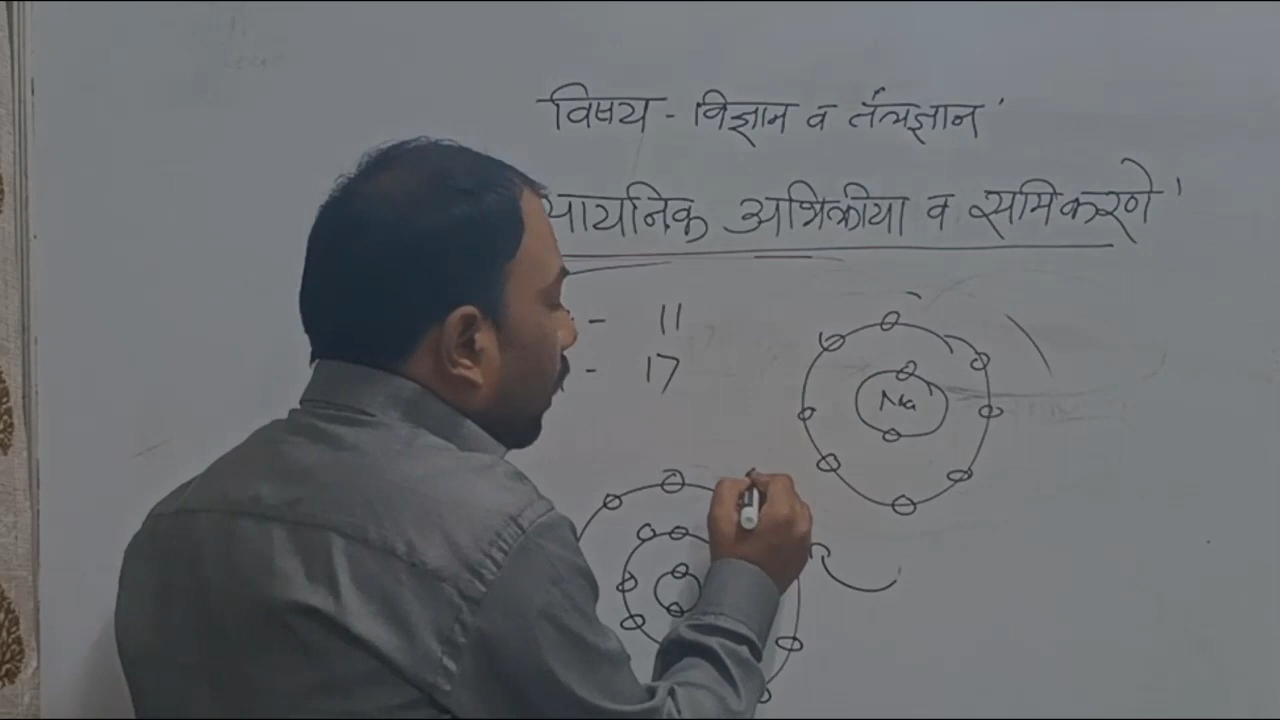 विषय - विज्ञान व तंत्रज्ञान
सायनिक अभिक्रीया व समिकरणे
- 11
- 17
Na